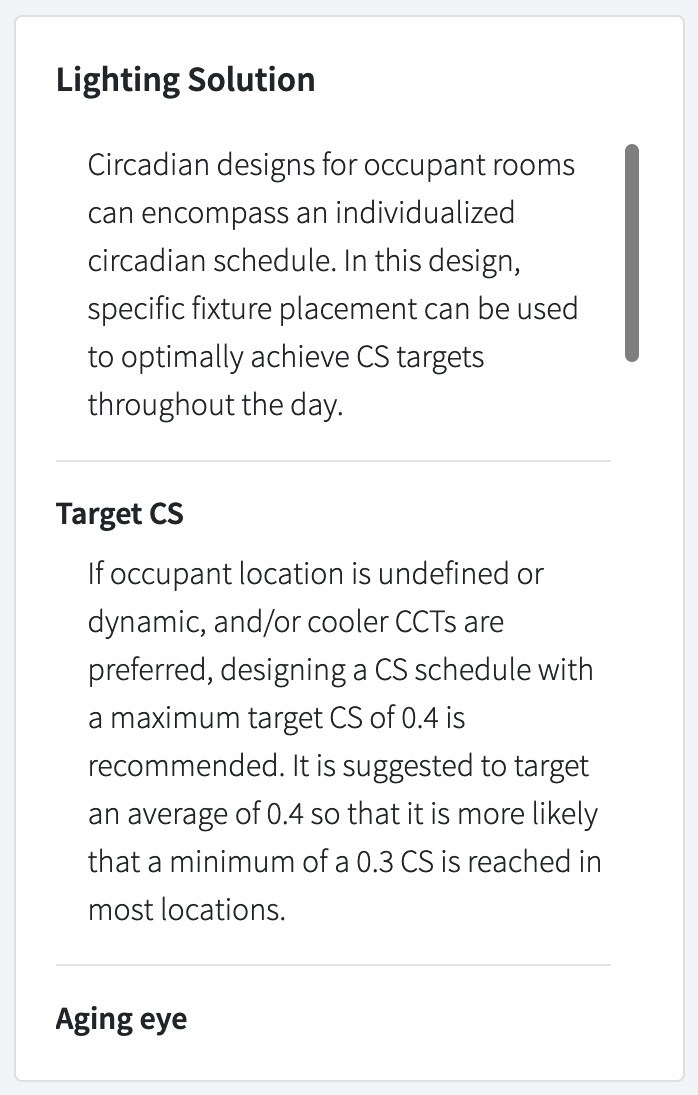 Lighting Solution
Circadian designs for occupant rooms
can encompass an individualized
circadian schedule. In this design,
specific fixture placement can be used
to optimally achieve CS targets
throughout the day.
Target CS
If occupant location is undefined or
dynamic, and/or cooler CCTs are
preferred, designing a CS schedule with
a maximum target CS of 0.4 is
recommended. It is suggested to target
an average of 0.4 so that it is more likely
that a minimum of a 0.3 CS is reached in
most locations.
Aging eye